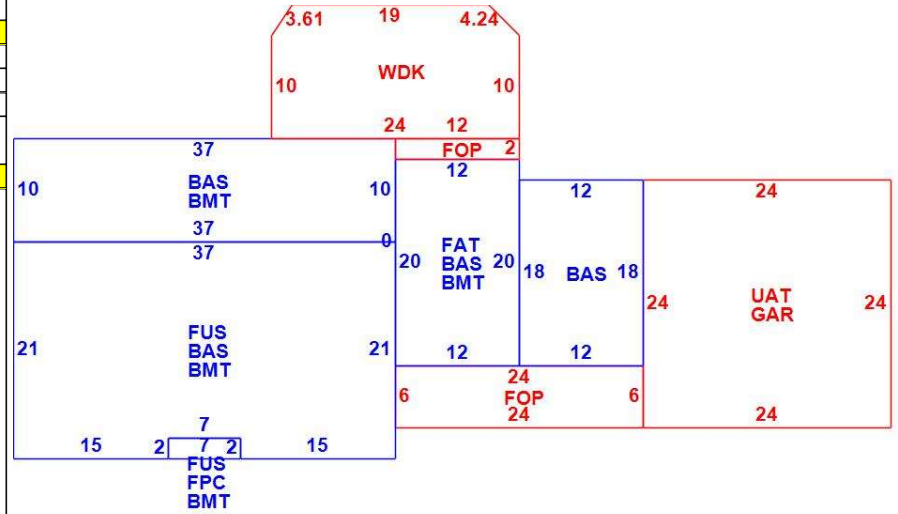 3.61 19 4.24
WDK
10 10
24 12
37 FOP 2
12
10 BAS 10 12 24
BMT
37
0
37
20 FAT 20 18 BAS 18
BAS
BMT
24 UAT 24
GAR
21 FUS 21
BAS
BMT
12 12
24
6 FOP 6
24 24
7
15 2 7 2 15
FUS
FPC
BMT